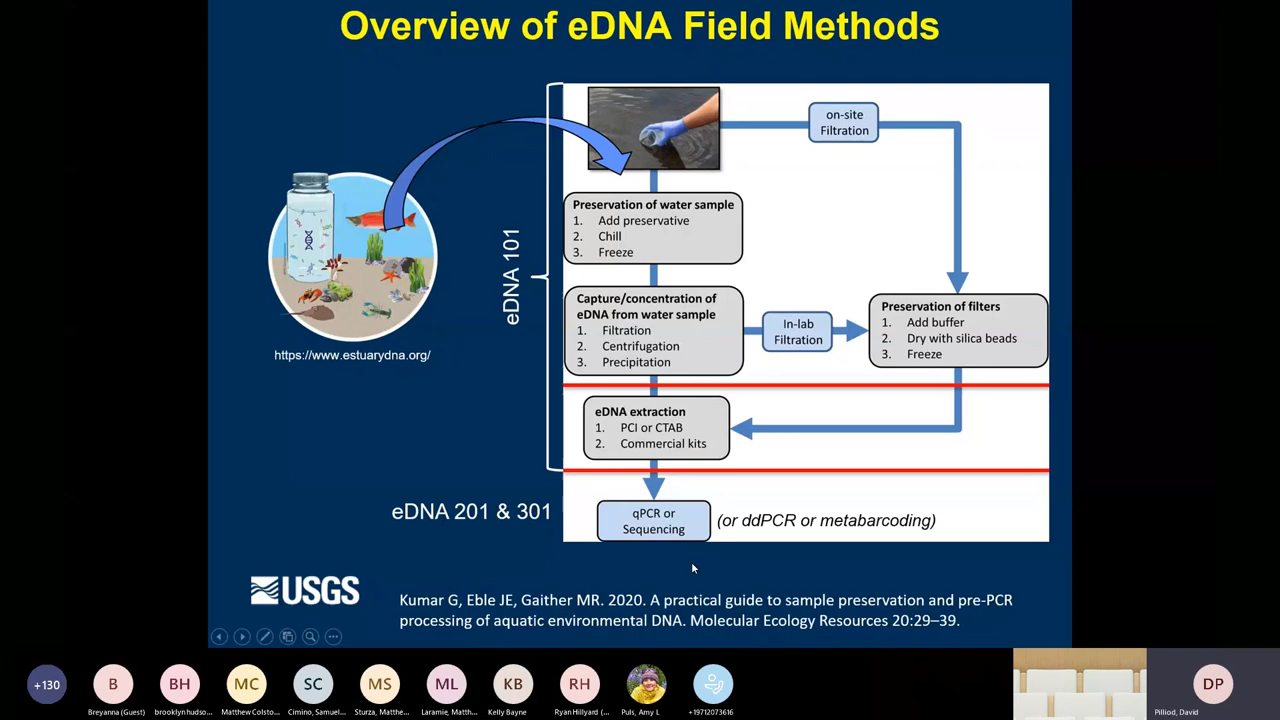 Overview of eDNA Field Methods
on-site
Filtration
Preservation of water sample
1. Add preservative
2. Chill
3. Freeze
eDNA 101
Capture/concentration of
eDNA from water sample
1. Filtration
2. Centrifugation
3. Precipitation
In-lab
Filtration
Preservation of filters
1. Add buffer
2. Dry with silica beads
3. Freeze
https://www.estuarydna.org/
eDNA extraction
1. PCI or CTAB
2. Commercial kits
eDNA 201 & 301
qPCR or
Sequencing
(or ddPCR or metabarcoding)
USGS
Kumar G, Eble JE, Gaither MR. 2020. A practical guide to sample preservation and pre-PCR
processing of aquatic environmental DNA. Molecular Ecology Resources 20:29–39.
+130
B
BH
MC
SC
MS
ML
KB
RH
DP
Breyanna (Guest)
brooklyn hudso...
Matthew Colsto...
Cimino, Samuel...
Sturza, Matthe...
Laramie, Matth...
Kelly Bayne
Ryan Hillyard (...
Puls, Amy L
+19712073616
Pilliod, David